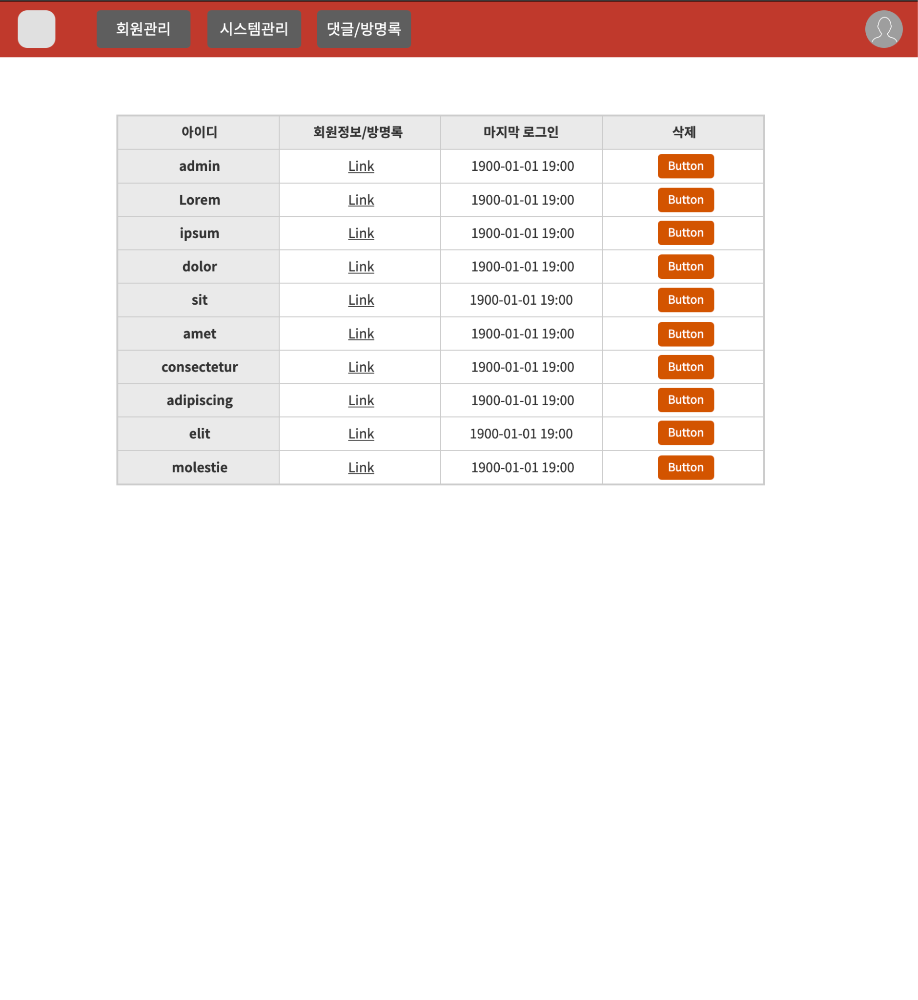 회원관리 시스템관리 댓글/방명록
아이디 회원정보/방명록 마지막 로그인 삭제
admin Link 1900-01-01 19:00 Button
Lorem Link 1900-01-01 19:00 Button
ipsum Link 1900-01-01 19:00 Button
dolor Link 1900-01-01 19:00 Button
sit Link 1900-01-01 19:00 Button
amet Link 1900-01-01 19:00 Button
consectetur Link 1900-01-01 19:00 Button
adipiscing Link 1900-01-01 19:00 Button
elit Link 1900-01-01 19:00 Button
molestie Link 1900-01-01 19:00 Button